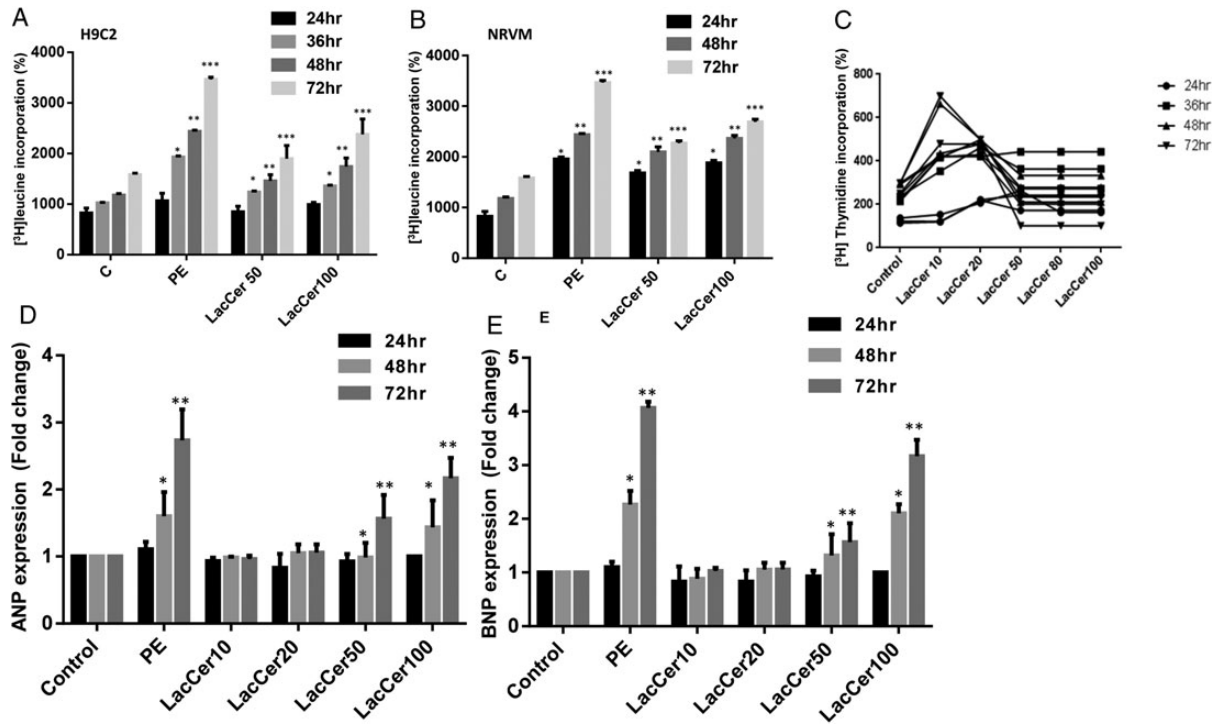 A
H9C2
24hr
36hr
48hr
72hr
[³H]leucine incorporation (%)
4000
3000
2000
1000
0
*
**
***
*
**
***
*
**
***
C
PE
LacCer 50
LacCer100
B
NRVM
24hr
48hr
72hr
[³H]leucine incorporation (%)
4000
3000
2000
1000
0
*
**
***
*
**
***
*
**
***
C
PE
LacCer 50
LacCer100
C
[³H] Thymidine incorporation (%)
800
600
400
200
0
24hr
36hr
48hr
72hr
Control
LacCer 10
LacCer 20
LacCer 50
LacCer 80
LacCer100
D
24hr
48hr
72hr
ANP expression (Fold change)
4
3
2
1
0
*
**
*
**
*
**
Control
PE
LacCer10
LacCer20
LacCer50
LacCer100
E
E
24hr
48hr
72hr
BNP expression (Fold change)
5
4
3
2
1
0
*
**
*
**
*
**
Control
PE
LacCer10
LacCer20
LacCer50
LacCer100